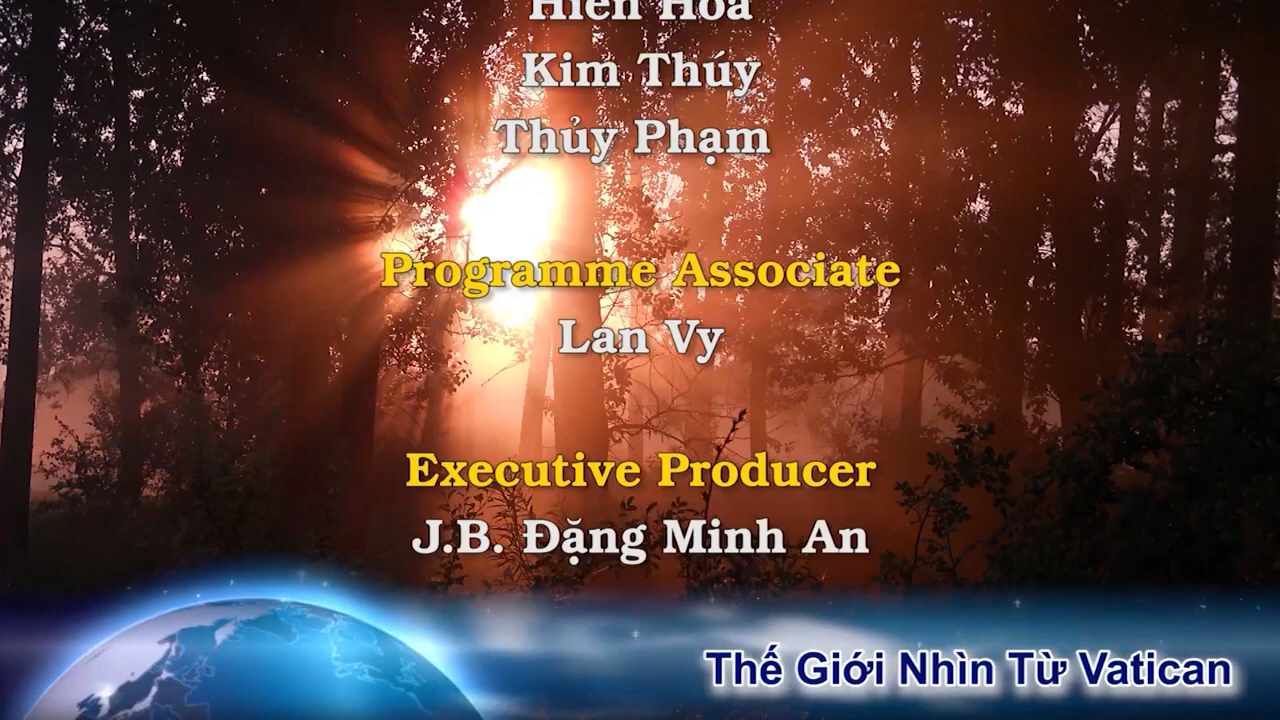 Kim Thúy
Thủy Phạm
Programme Associate
Lan Vy
Executive Producer
J.B. Đặng Minh An
Thế Giới Nhìn Từ Vatican